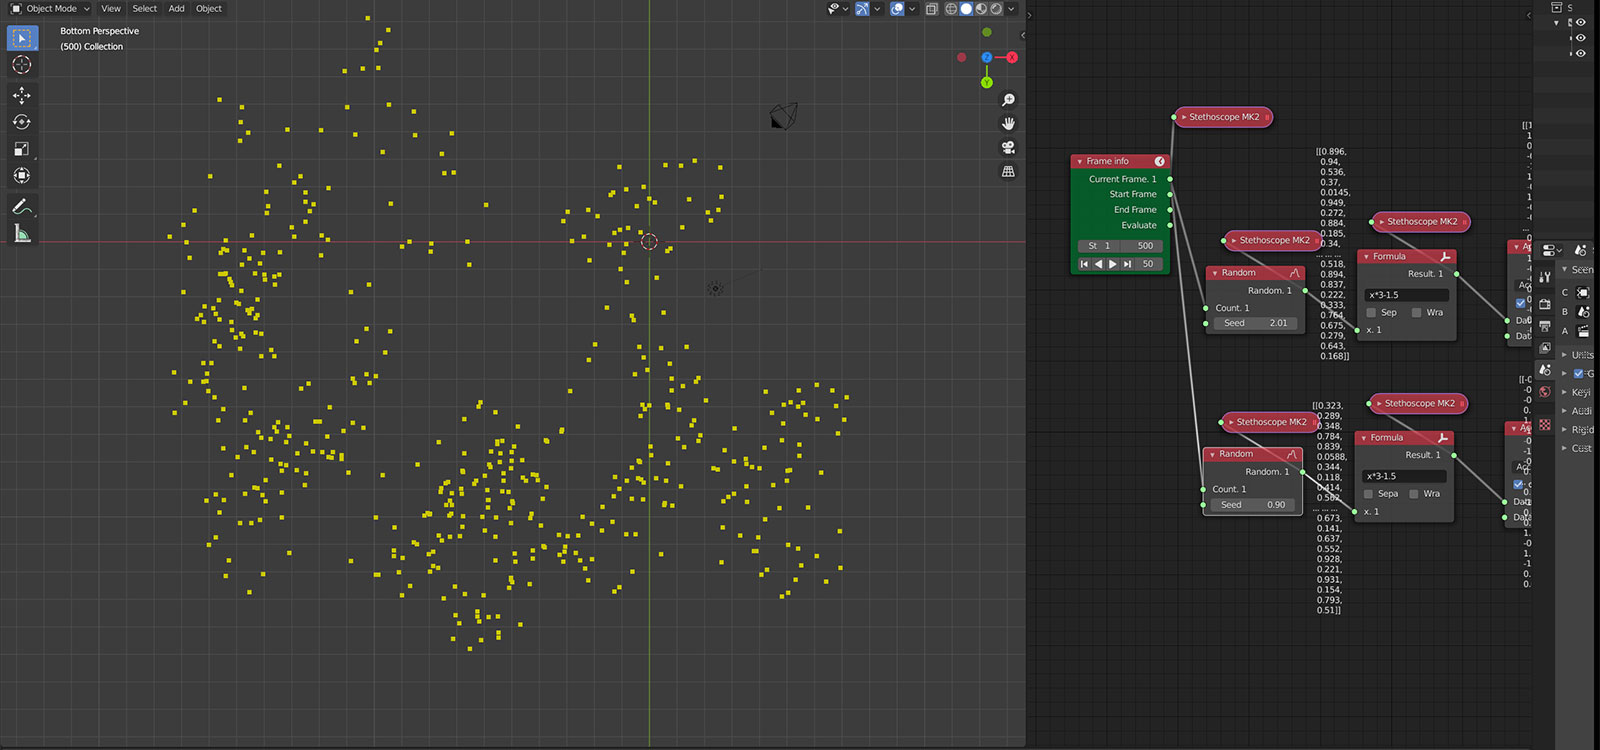 Object Mode
View
Select
Add
Object
Bottom Perspective
(500) Collection
X
Z
Y
Stethoscope MK2
Frame info
Current Frame. 1
Start Frame
End Frame
Evaluate
St 1 500
50
Stethoscope MK2
Random
Random. 1
Count. 1
Seed 2.01
[[0.896,
0.94,
0.536,
0.37,
0.0145,
0.949,
0.272,
0.884,
0.185,
0.34,
... ... ...
0.518,
0.894,
0.837,
0.222,
0.333,
0.764,
0.675,
0.279,
0.643,
0.168]]
Stethoscope MK2
Formula
Result. 1
x*3-1.5
Sep
Wra
x. 1
Stethoscope MK2
Random
Random. 1
Count. 1
Seed 0.90
[[0.323,
0.289,
0.348,
0.784,
0.839,
0.0588,
0.344,
0.118,
0.414,
0.562,
... ... ...
0.673,
0.141,
0.637,
0.552,
0.928,
0.221,
0.931,
0.154,
0.793,
0.51]]
Stethoscope MK2
Formula
Result. 1
x*3-1.5
Sepa
Wra
x. 1
S
Scen
C
B
A
Units
Keyi
Audi
Rigid
Cust